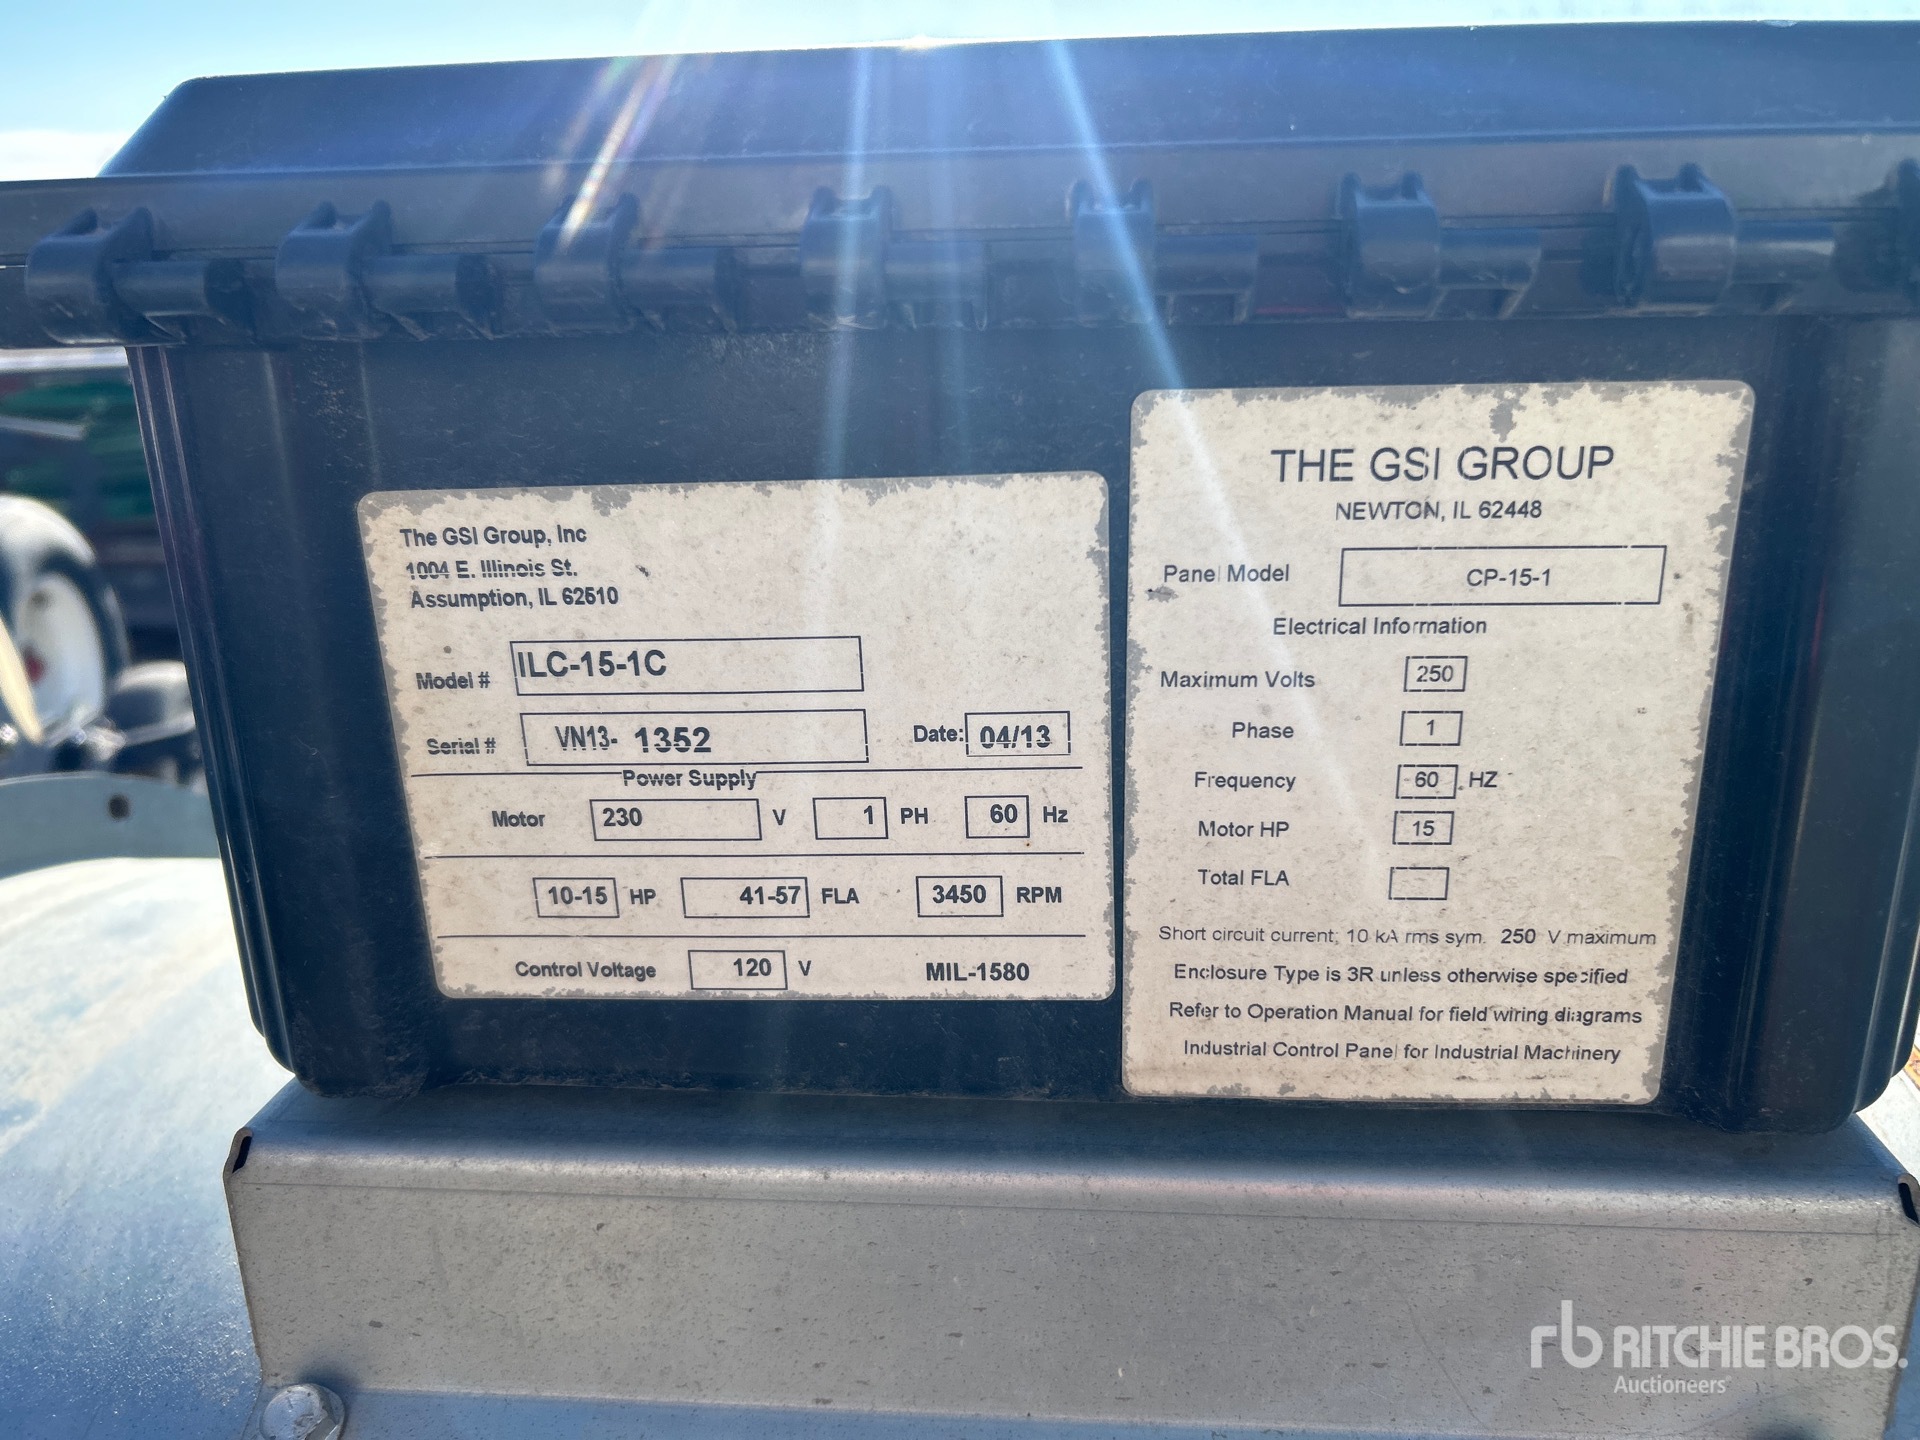 The GSI Group, Inc
1004 E. Illinois St.
Assumption, IL 62510
Model # ILC-15-1C
Serial # VN13- 1352 Date: 04/13
Power Supply
Motor 230 V 1 PH 60 Hz
10-15 HP 41-57 FLA 3450 RPM
Control Voltage 120 V MIL-1580
THE GSI GROUP
NEWTON, IL 62448
Panel Model CP-15-1
Electrical Information
Maximum Volts 250
Phase 1
Frequency 60 HZ
Motor HP 15
Total FLA
Short circuit current; 10 kA rms sym. 250 V maximum
Enclosure Type is 3R unless otherwise specified
Refer to Operation Manual for field wiring diagrams
Industrial Control Panel for Industrial Machinery
rb RITCHIE BROS.
Auctioneers